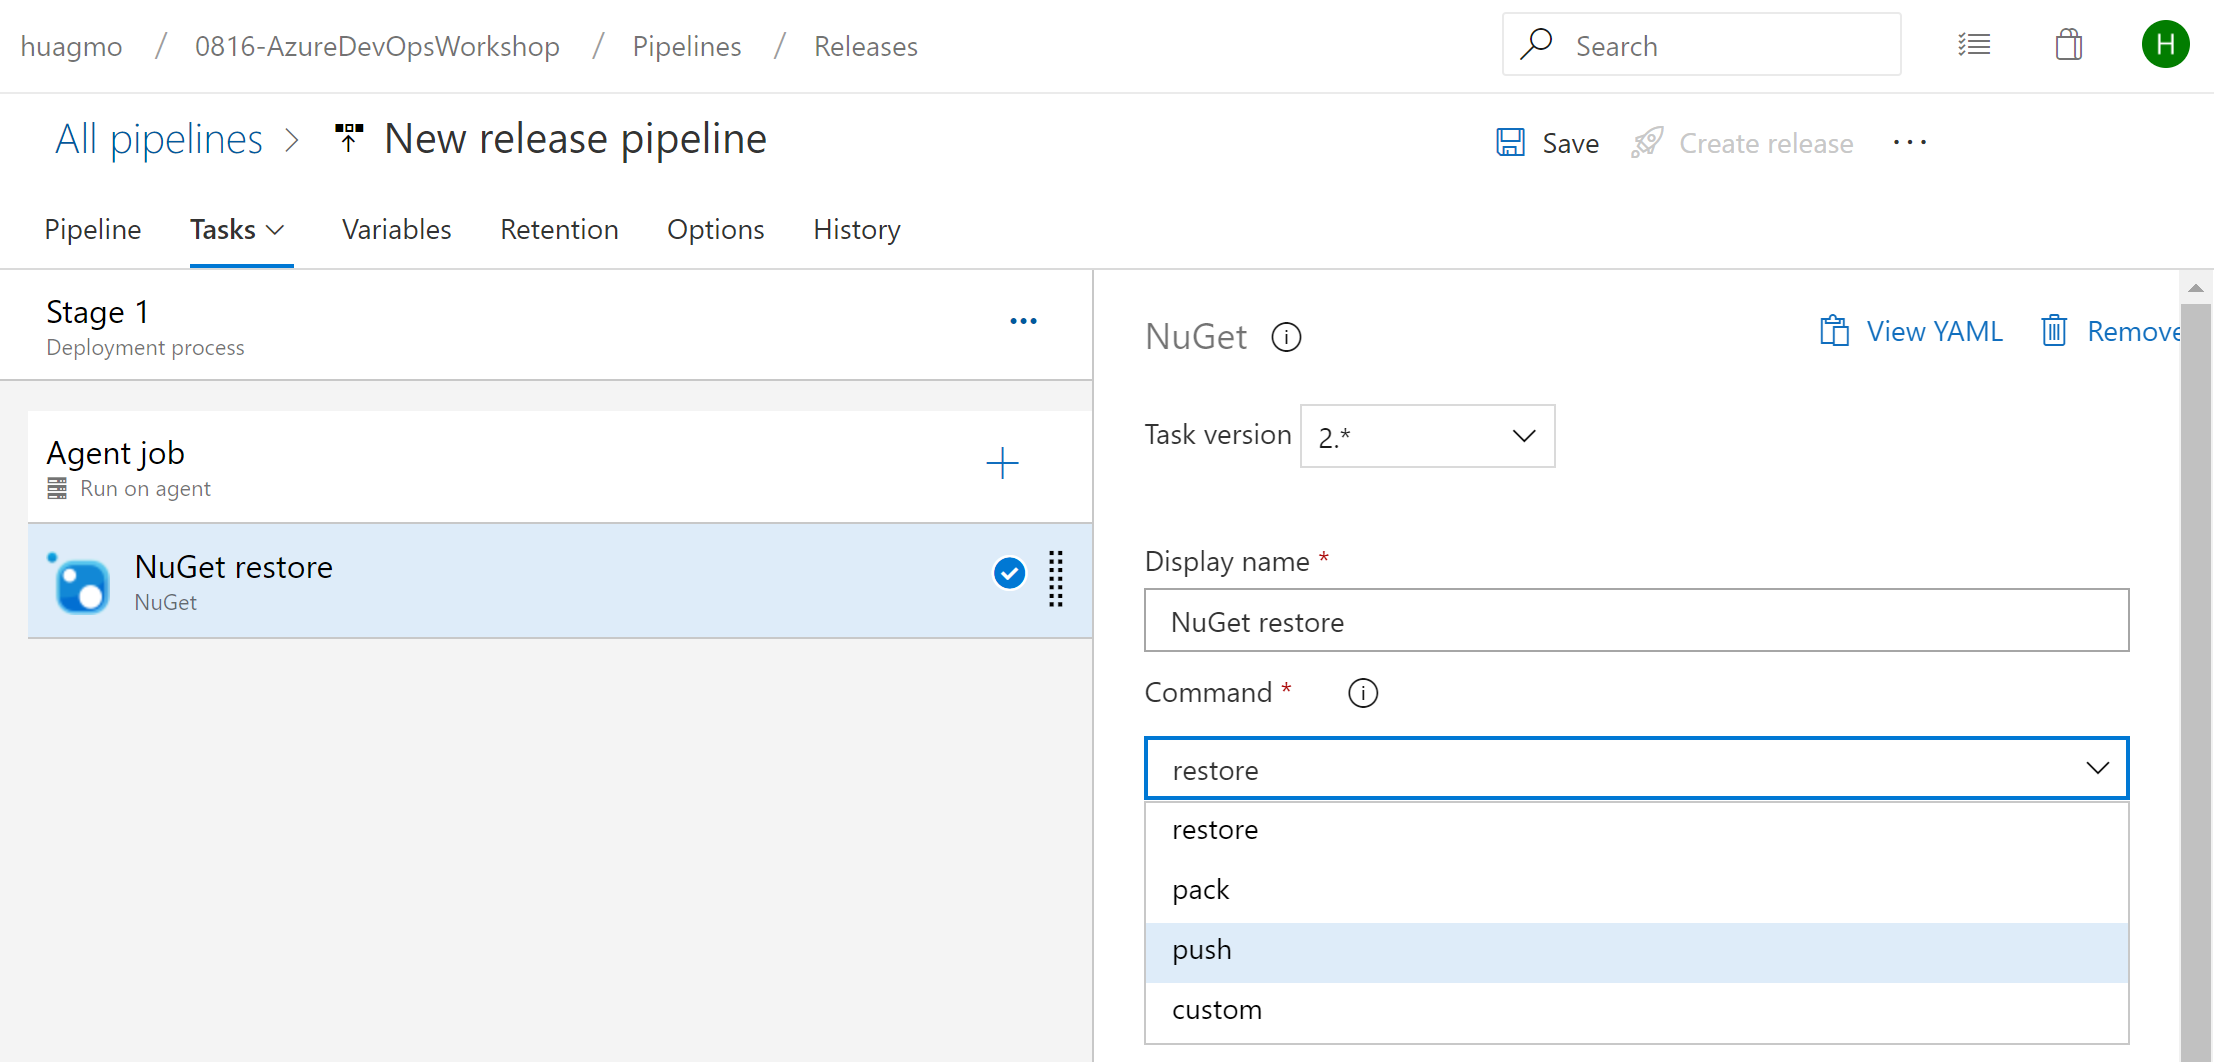 huagmo / 0816-AzureDevOpsWorkshop / Pipelines / Releases
Search
H
All pipelines > New release pipeline
Save
Create release
...
Pipeline Tasks Variables Retention Options History
Stage 1
Deployment process
...
Agent job
Run on agent
NuGet restore
NuGet
NuGet
View YAML
Remove
Task version 2.*
Display name *
NuGet restore
Command *
restore
restore
pack
push
custom